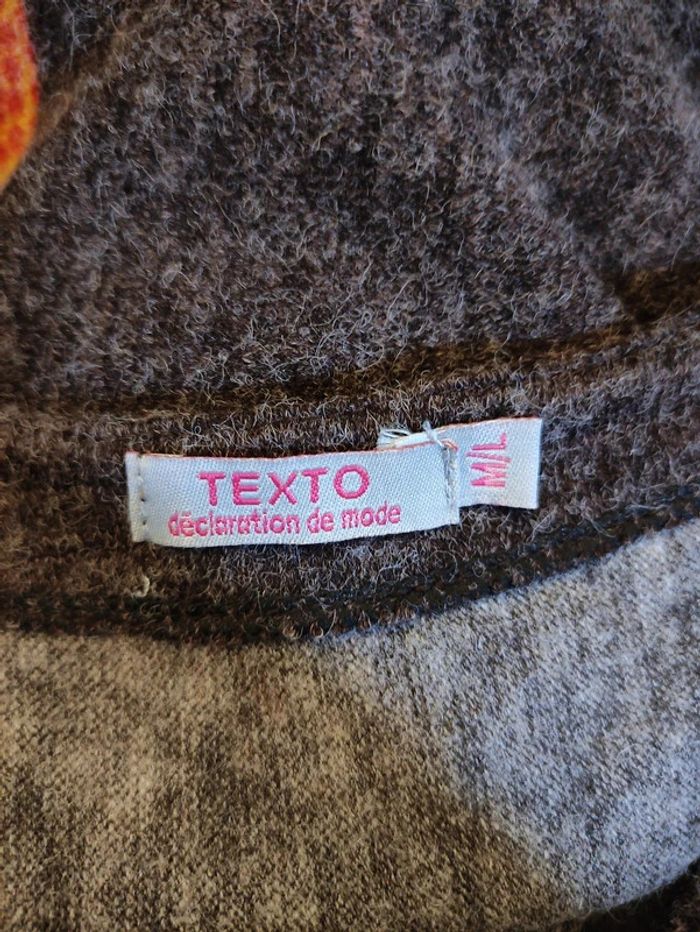 TEXTO
déclaration de mode
M/L